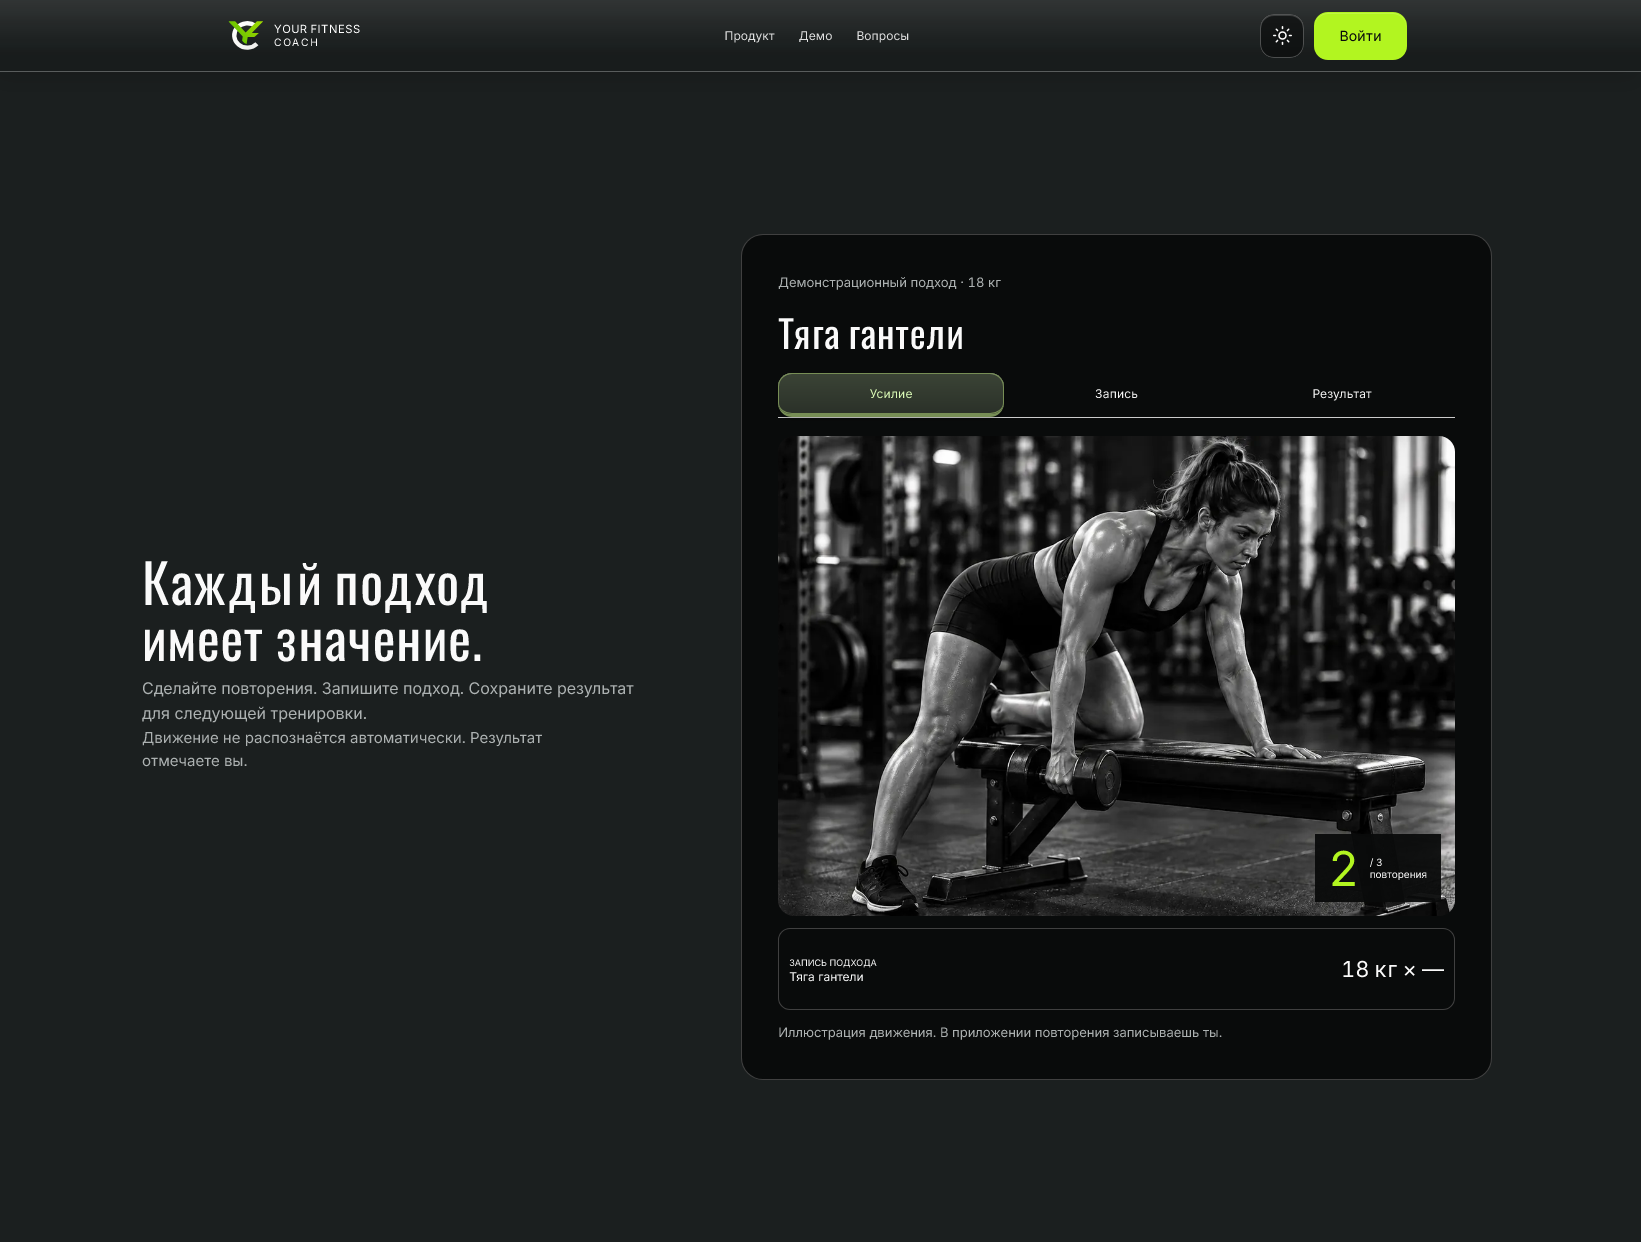 YOUR FITNESS
COACH
Продукт
Демо
Вопросы
Войти
Каждый подход
имеет значение.
Сделайте повторения. Запишите подход. Сохраните результат
для следующей тренировки.
Движение не распознаётся автоматически. Результат
отмечаете вы.
Демонстрационный подход · 18 кг
Тяга гантели
Усилие
Запись
Результат
2
/ 3
повторения
ЗАПИСЬ ПОДХОДА
Тяга гантели
18 кг × —
Иллюстрация движения. В приложении повторения записываешь ты.